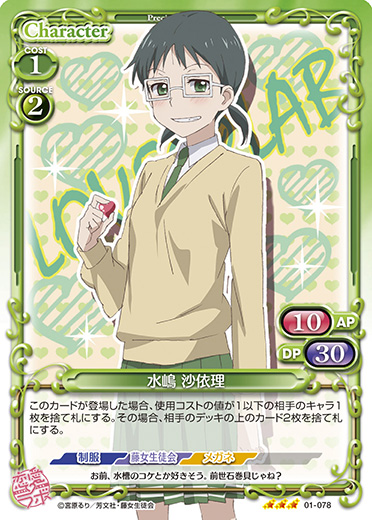 Character
COST
1
SOURCE
2
LOVE LAB
10 AP
DP 30
水嶋 沙依理
このカードが登場した場合、使用コストの値が1以下の相手のキャラ1
枚を捨て札にする。その場合、相手のデッキの上のカード2枚を捨て札
にする。
制服 藤女生徒会 メガネ
お前、水槽のコケとか好きそう。前世石巻貝じゃね?
恋愛
ラボ
©宮原るり/芳文社・藤女生徒会
★★★ 01-078